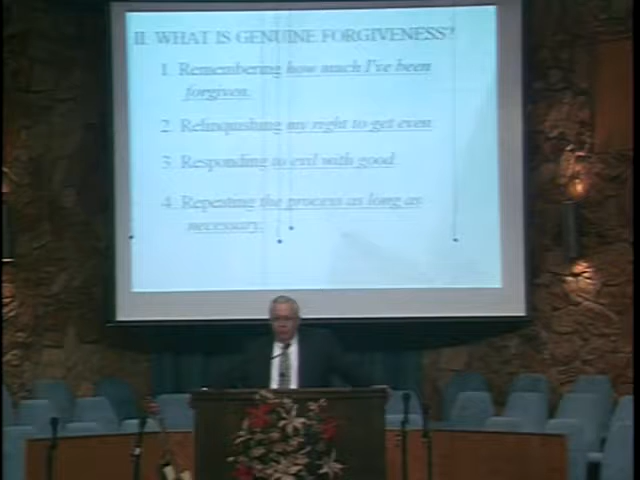 II. WHAT IS GENUINE FORGIVENESS?
1. Remembering how much I've been
forgiven.
2. Relinquishing my right to get even.
3. Responding to evil with good.
4. Repeating the process as long as
necessary.